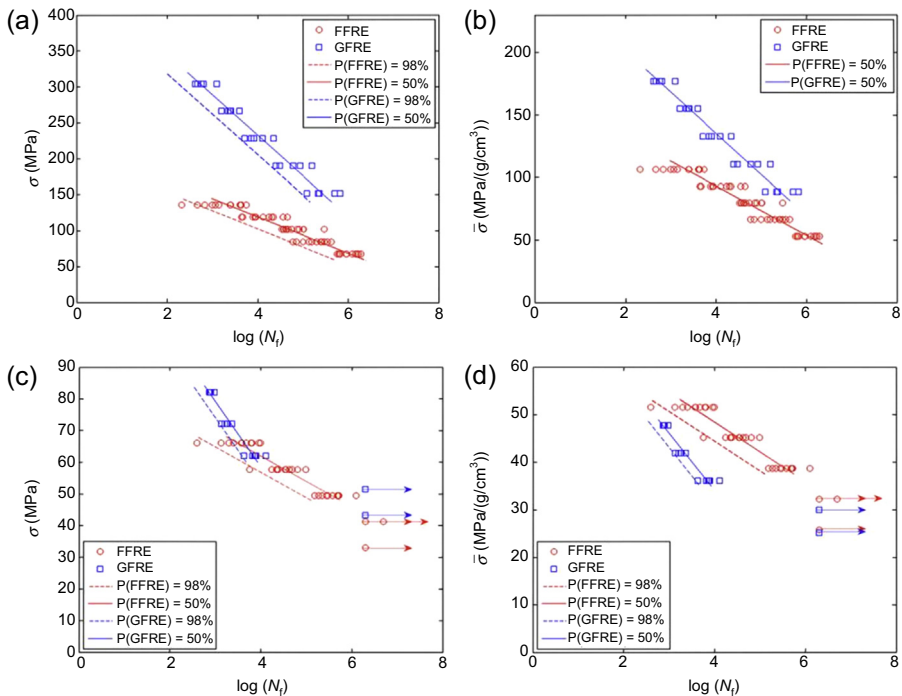 (a)
400
350
300
250
200
150
100
50
0
σ (MPa)
0 2 4 6 8
log (Nf)
FFRE
GFRE
P(FFRE) = 98%
P(FFRE) = 50%
P(GFRE) = 98%
P(GFRE) = 50%
(b)
200
150
100
50
0
σ̄ (MPa/(g/cm³))
0 2 4 6 8
log (Nf)
FFRE
GFRE
P(FFRE) = 50%
P(GFRE) = 50%
(c)
90
80
70
60
50
40
30
20
10
0
σ (MPa)
0 2 4 6 8
log (Nf)
FFRE
GFRE
P(FFRE) = 98%
P(FFRE) = 50%
P(GFRE) = 98%
P(GFRE) = 50%
(d)
60
50
40
30
20
10
0
σ̄ (MPa/(g/cm³))
0 2 4 6 8
log (Nf)
FFRE
GFRE
P(FFRE) = 98%
P(FFRE) = 50%
P(GFRE) = 98%
P(GFRE) = 50%